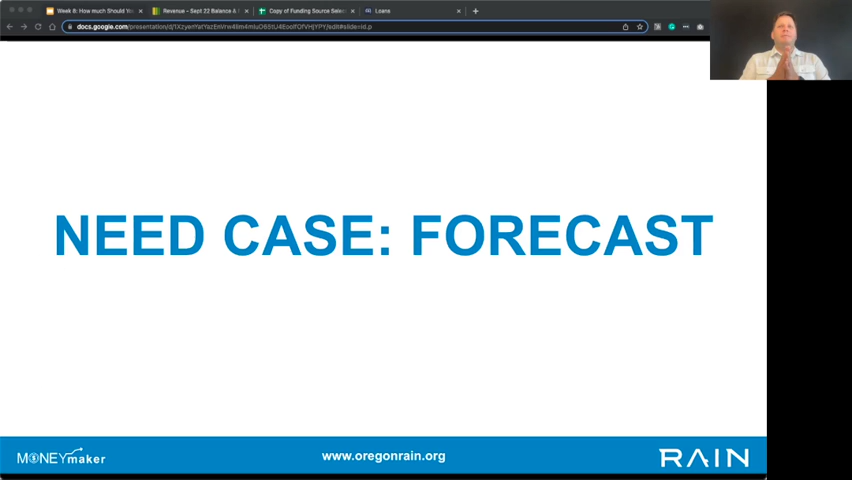 Week 8: How much Should Yo
Revenue – Sept 22 Balance &
Copy of Funding Source Selec
Loans
NEED CASE: FORECAST
MONEYmaker
www.oregonrain.org
RAIN